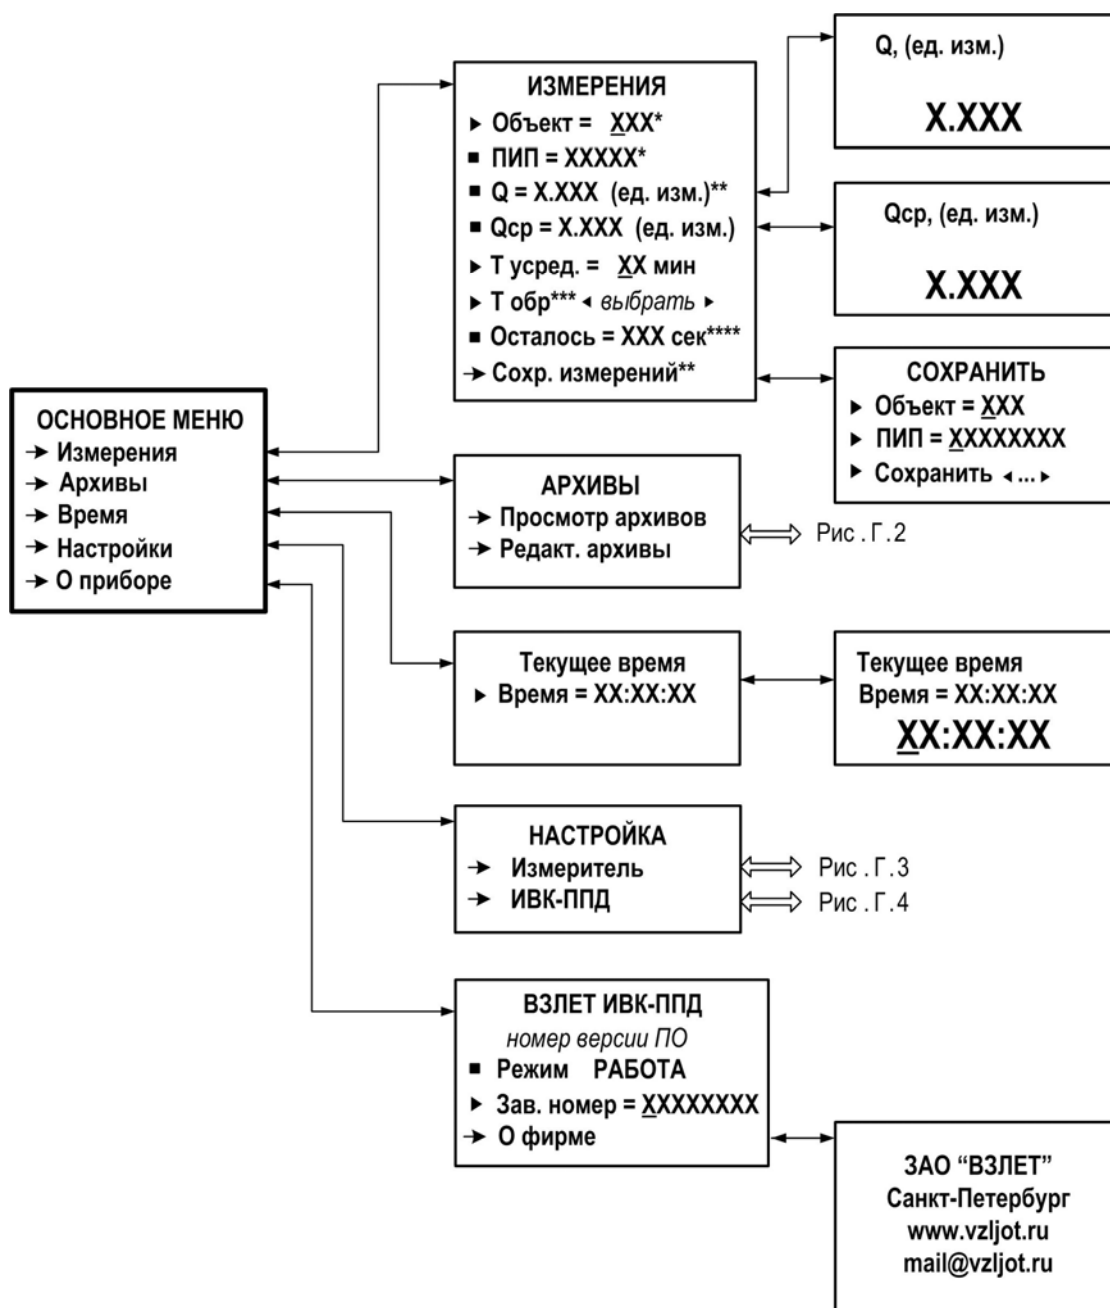 ОСНОВНОЕ МЕНЮ
Измерения
Архивы
Время
Настройки
О приборе
ИЗМЕРЕНИЯ
Объект = XXX*
ПИП = XXXXX*
Q = X.XXX (ед. изм.)**
Qср = X.XXX (ед. изм.)
Т усред. = XX мин
Т обр*** ◂ выбрать ▸
Осталось = XXX сек****
Сохр. измерений**
Q, (ед. изм.)
X.XXX
Qср, (ед. изм.)
X.XXX
СОХРАНИТЬ
Объект = XXX
ПИП = XXXXXXXXX
Сохранить ◂ ... ▸
АРХИВЫ
Просмотр архивов
Редакт. архивы
Рис . Г . 2
Текущее время
Время = XX:XX:XX
Текущее время
Время = XX:XX:XX
XX:XX:XX
НАСТРОЙКА
Измеритель
ИВК-ППД
Рис . Г . 3
Рис . Г . 4
ВЗЛЕТ ИВК-ППД
номер версии ПО
Режим РАБОТА
Зав. номер = XXXXXXXXX
О фирме
ЗАО “ВЗЛЕТ”
Санкт-Петербург
www.vzljot.ru
mail@vzljot.ru